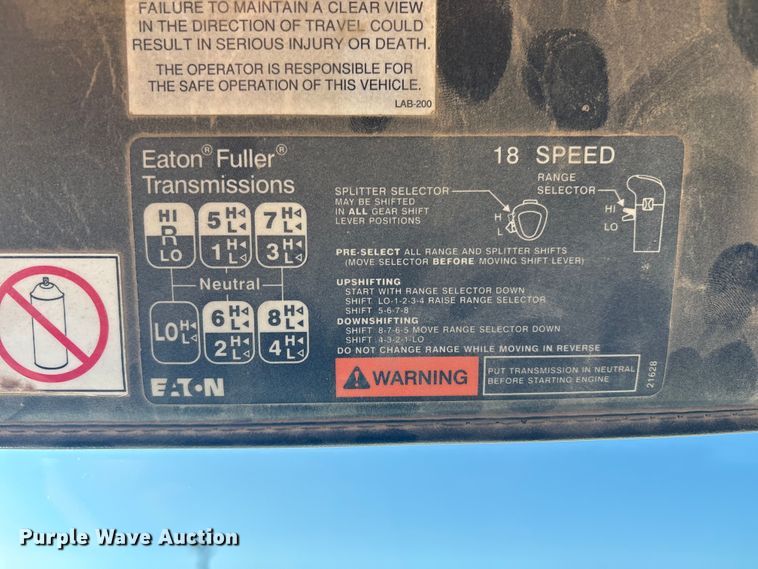 FAILURE TO MAINTAIN A CLEAR VIEW
IN THE DIRECTION OF TRAVEL COULD
RESULT IN SERIOUS INJURY OR DEATH.
THE OPERATOR IS RESPONSIBLE FOR
THE SAFE OPERATION OF THIS VEHICLE.
LAB-200
Eaton® Fuller®
Transmissions
18 SPEED
HI
R
LO
5 H L
1 H L
7 H L
3 H L
Neutral
LO H L
6 H L
2 H L
8 H L
4 H L
EATON
SPLITTER SELECTOR
MAY BE SHIFTED
IN ALL GEAR SHIFT
LEVER POSITIONS
H
L
RANGE
SELECTOR
HI
LO
PRE-SELECT ALL RANGE AND SPLITTER SHIFTS
(MOVE SELECTOR BEFORE MOVING SHIFT LEVER)
UPSHIFTING
START WITH RANGE SELECTOR DOWN
SHIFT LO-1-2-3-4 RAISE RANGE SELECTOR
SHIFT 5-6-7-8
DOWNSHIFTING
SHIFT 8-7-6-5 MOVE RANGE SELECTOR DOWN
SHIFT 4-3-2-1-LO
DO NOT CHANGE RANGE WHILE MOVING IN REVERSE
WARNING
PUT TRANSMISSION IN NEUTRAL
BEFORE STARTING ENGINE
21628
Purple Wave Auction